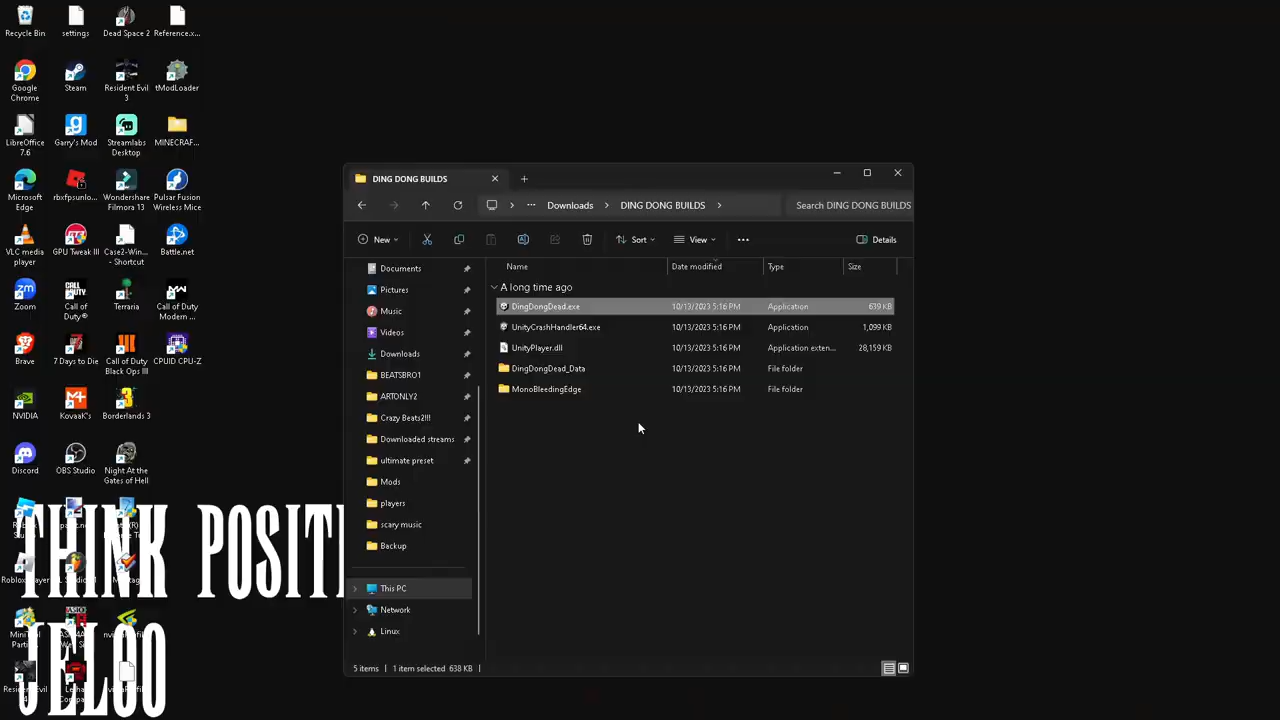 Recycle Bin
settings
Dead Space 2
Reference.x...
Google Chrome
Steam
Resident Evil 3
tModLoader
LibreOffice 7.6
Garry's Mod
Streamlabs Desktop
MINECRAF...
Microsoft Edge
rbxfpsunlo...
Wondershare Filmora 13
Pulsar Fusion Wireless Mice
VLC media player
GPU Tweak III
Case2-Win... - Shortcut
Battle.net
Zoom
Call of Duty®
Terraria
Call of Duty Modern ...
Brave
7 Days to Die
Call of Duty Black Ops III
CPUID CPU-Z
NVIDIA
KovaaK's
Borderlands 3
Discord
OBS Studio
Night At the Gates of Hell
THINK POSITI
JELOO
DING DONG BUILDS
Downloads
DING DONG BUILDS
Search DING DONG BUILDS
New
Sort
View
Details
Name
Date modified
Type
Size
A long time ago
DingDongDead.exe 10/13/2023 5:16 PM Application 639 KB
UnityCrashHandler64.exe 10/13/2023 5:16 PM Application 1,099 KB
UnityPlayer.dll 10/13/2023 5:16 PM Application exten... 28,159 KB
DingDongDead_Data 10/13/2023 5:16 PM File folder
MonoBleedingEdge 10/13/2023 5:16 PM File folder
Documents
Pictures
Music
Videos
Downloads
BEATSBRO1
ARTONLY2
Crazy Beats2!!!
Downloaded streams
ultimate preset
Mods
players
scary music
Backup
This PC
Network
Linux
5 items
1 item selected 638 KB